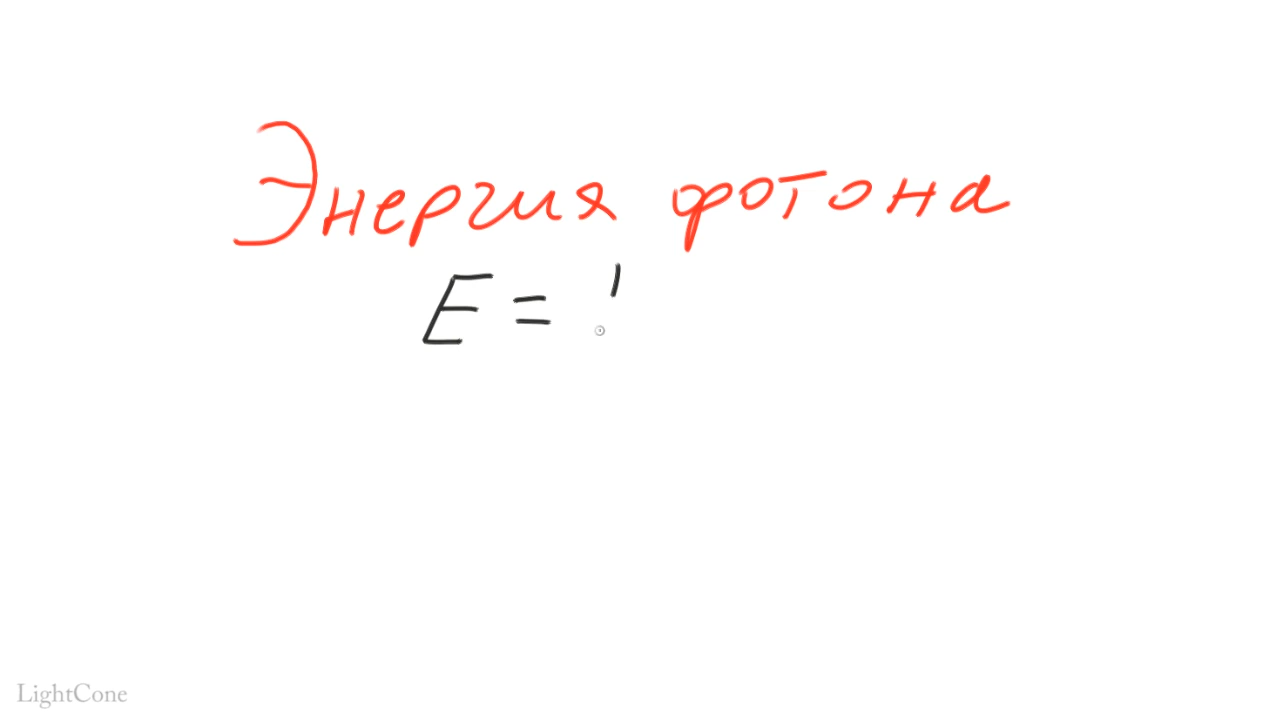 Энергия фотона
E =
LightCone